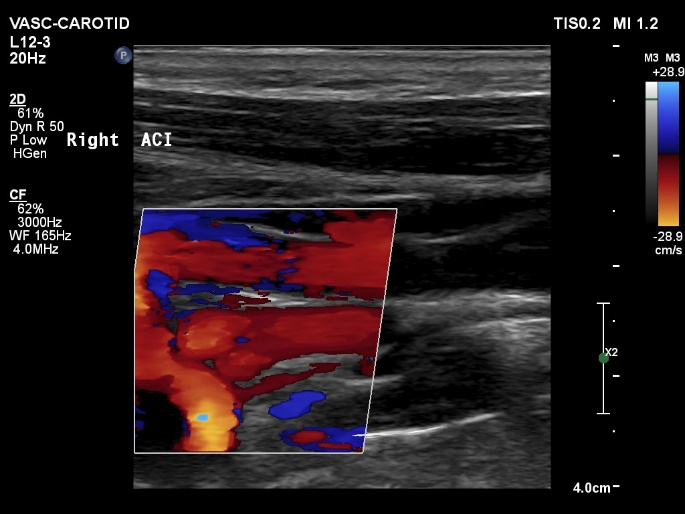 VASC-CAROTID
L12-3
20Hz
TIS0.2 MI 1.2
P
M3 M3
+28.9
-28.9
cm/s
2D
61%
Dyn R 50
P Low
HGen
Right ACI
CF
62%
3000Hz
WF 165Hz
4.0MHz
X2
4.0cm